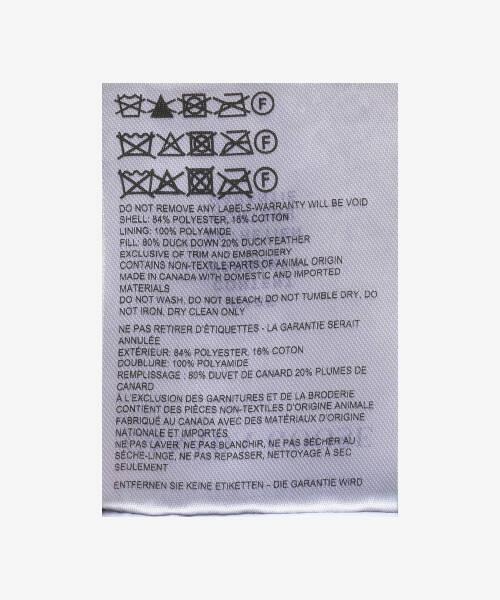 F
F
F
DO NOT REMOVE ANY LABELS-WARRANTY WILL BE VOID
SHELL: 84% POLYESTER, 16% COTTON
LINING: 100% POLYAMIDE
FILL: 80% DUCK DOWN 20% DUCK FEATHER
EXCLUSIVE OF TRIM AND EMBROIDERY
CONTAINS NON-TEXTILE PARTS OF ANIMAL ORIGIN
MADE IN CANADA WITH DOMESTIC AND IMPORTED
MATERIALS
DO NOT WASH, DO NOT BLEACH, DO NOT TUMBLE DRY, DO
NOT IRON, DRY CLEAN ONLY
NE PAS RETIRER D'ÉTIQUETTES - LA GARANTIE SERAIT
ANNULÉE
EXTÉRIEUR: 84% POLYESTER, 16% COTON
DOUBLURE: 100% POLYAMIDE
REMPLISSAGE : 80% DUVET DE CANARD 20% PLUMES DE
CANARD
À L'EXCLUSION DES GARNITURES ET DE LA BRODERIE
CONTIENT DES PIÈCES NON-TEXTILES D'ORIGINE ANIMALE
FABRIQUÉ AU CANADA AVEC DES MATÉRIAUX D'ORIGINE
NATIONALE ET IMPORTÉS
NE PAS LAVER, NE PAS BLANCHIR, NE PAS SÉCHER AU
SÈCHE-LINGE, NE PAS REPASSER, NETTOYAGE À SEC
SEULEMENT
ENTFERNEN SIE KEINE ETIKETTEN – DIE GARANTIE WIRD